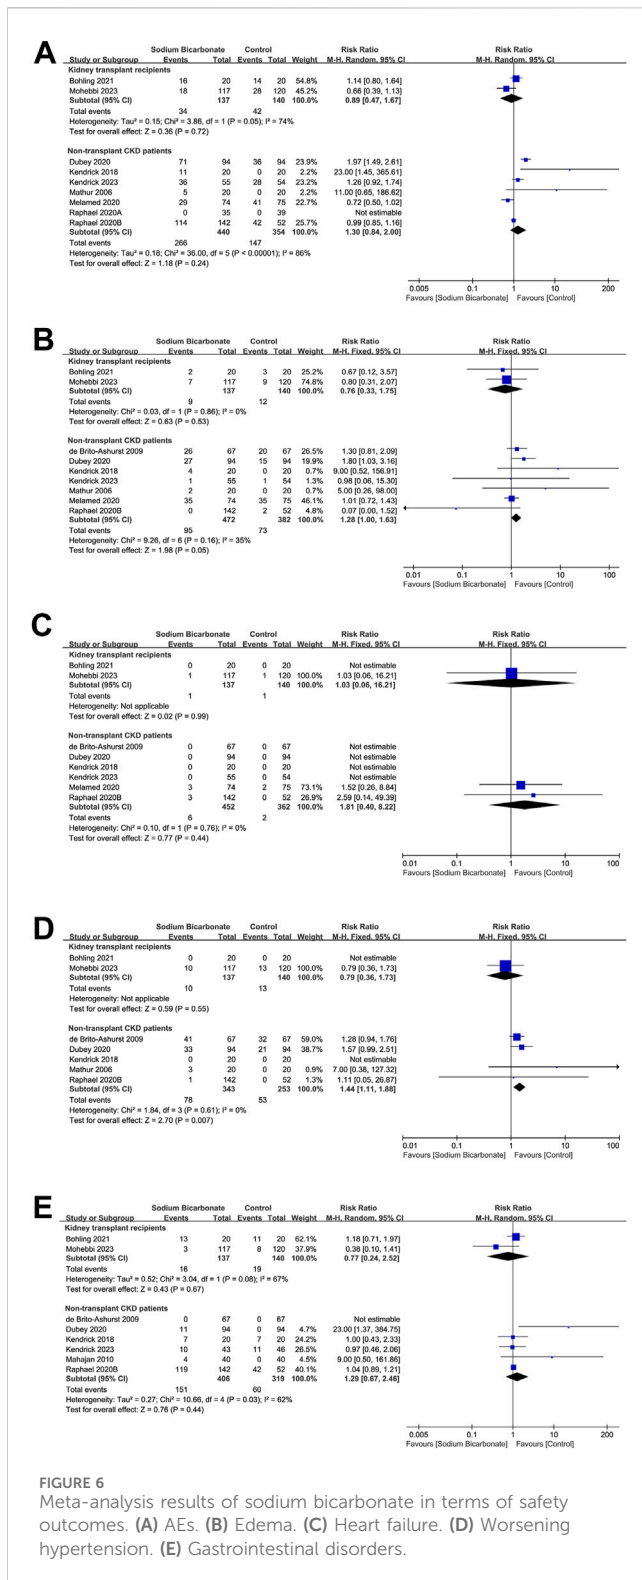 A
Sodium Bicarbonate Control Risk Ratio Risk Ratio
Study or Subgroup Events Total Events Total Weight M-H. Random. 95% CI M-H. Random. 95% CI
Kidney transplant recipients
Bohling 2021 16 20 14 20 54.8% 1.14 [0.80, 1.64]
Mohebbi 2023 18 117 28 120 45.2% 0.66 [0.39, 1.13]
Subtotal (95% CI) 137 140 100.0% 0.89 [0.47, 1.67]
Total events 34 42
Heterogeneity: Tau² = 0.15; Chi² = 3.86, df = 1 (P = 0.05); I² = 74%
Test for overall effect: Z = 0.36 (P = 0.72)
Non-transplant CKD patients
Dubey 2020 71 94 36 94 23.9% 1.97 [1.49, 2.61]
Kendrick 2018 11 20 0 20 2.2% 23.00 [1.45, 365.61]
Kendrick 2023 36 55 28 54 22.0% 1.26 [0.92, 1.74]
Mathur 2006 5 20 0 20 2.2% 11.00 [0.65, 186.62]
Melamed 2020 29 74 41 75 22.7% 0.72 [0.50, 1.02]
Raphael 2020A 0 35 0 39 Not estimable
Raphael 2020B 114 142 42 52 25.7% 0.99 [0.85, 1.16]
Subtotal (95% CI) 440 354 100.0% 1.30 [0.84, 2.00]
Total events 266 147
Heterogeneity: Tau² = 0.18; Chi² = 36.00, df = 5 (P < 0.00001); I² = 86%
Test for overall effect: Z = 1.18 (P = 0.24)
0.005 0.1 1 10 200
Favours [Sodium Bicarbonate] Favours [Control]
B
Sodium Bicarbonate Control Risk Ratio Risk Ratio
Study or Subgroup Events Total Events Total Weight M-H. Fixed. 95% CI M-H. Fixed. 95% CI
Kidney transplant recipients
Bohling 2021 2 20 3 20 25.2% 0.67 [0.12, 3.57]
Mohebbi 2023 7 117 9 120 74.8% 0.80 [0.31, 2.07]
Subtotal (95% CI) 137 140 100.0% 0.76 [0.33, 1.75]
Total events 9 12
Heterogeneity: Chi² = 0.03, df = 1 (P = 0.86); I² = 0%
Test for overall effect: Z = 0.63 (P = 0.53)
Non-transplant CKD patients
de Brito-Ashurst 2009 26 67 20 67 26.5% 1.30 [0.81, 2.09]
Dubey 2020 27 94 15 94 19.9% 1.80 [1.03, 3.16]
Kendrick 2018 4 20 0 20 0.7% 9.00 [0.52, 156.91]
Kendrick 2023 1 55 1 54 1.3% 0.98 [0.06, 15.30]
Mathur 2006 2 20 0 20 0.7% 5.00 [0.26, 98.00]
Melamed 2020 35 74 35 75 46.1% 1.01 [0.72, 1.43]
Raphael 2020B 0 142 2 52 4.8% 0.07 [0.00, 1.52]
Subtotal (95% CI) 472 382 100.0% 1.28 [1.00, 1.63]
Total events 95 73
Heterogeneity: Chi² = 9.26, df = 6 (P = 0.16); I² = 35%
Test for overall effect: Z = 1.98 (P = 0.05)
0.01 0.1 1 10 100
Favours [Sodium Bicarbonate] Favours [Control]
C
Sodium Bicarbonate Control Risk Ratio Risk Ratio
Study or Subgroup Events Total Events Total Weight M-H. Fixed. 95% CI M-H. Fixed. 95% CI
Kidney transplant recipients
Bohling 2021 0 20 0 20 Not estimable
Mohebbi 2023 1 117 1 120 100.0% 1.03 [0.06, 16.21]
Subtotal (95% CI) 137 140 100.0% 1.03 [0.06, 16.21]
Total events 1 1
Heterogeneity: Not applicable
Test for overall effect: Z = 0.02 (P = 0.99)
Non-transplant CKD patients
de Brito-Ashurst 2009 0 67 0 67 Not estimable
Dubey 2020 0 94 0 94 Not estimable
Kendrick 2018 0 20 0 20 Not estimable
Kendrick 2023 0 55 0 54 Not estimable
Melamed 2020 3 74 2 75 73.1% 1.52 [0.26, 8.84]
Raphael 2020B 3 142 0 52 26.9% 2.59 [0.14, 49.39]
Subtotal (95% CI) 452 362 100.0% 1.81 [0.40, 8.22]
Total events 6 2
Heterogeneity: Chi² = 0.10, df = 1 (P = 0.76); I² = 0%
Test for overall effect: Z = 0.77 (P = 0.44)
0.01 0.1 1 10 100
Favours [Sodium Bicarbonate] Favours [Control]
D
Sodium Bicarbonate Control Risk Ratio Risk Ratio
Study or Subgroup Events Total Events Total Weight M-H. Fixed. 95% CI M-H. Fixed. 95% CI
Kidney transplant recipients
Bohling 2021 0 20 0 20 Not estimable
Mohebbi 2023 10 117 13 120 100.0% 0.79 [0.36, 1.73]
Subtotal (95% CI) 137 140 100.0% 0.79 [0.36, 1.73]
Total events 10 13
Heterogeneity: Not applicable
Test for overall effect: Z = 0.59 (P = 0.55)
Non-transplant CKD patients
de Brito-Ashurst 2009 41 67 32 67 59.0% 1.28 [0.94, 1.76]
Dubey 2020 33 94 21 94 38.7% 1.57 [0.99, 2.51]
Kendrick 2018 0 20 0 20 Not estimable
Mathur 2006 3 20 0 20 0.9% 7.00 [0.38, 127.32]
Raphael 2020B 1 142 0 52 1.3% 1.11 [0.05, 26.87]
Subtotal (95% CI) 343 253 100.0% 1.44 [1.11, 1.88]
Total events 78 53
Heterogeneity: Chi² = 1.84, df = 3 (P = 0.61); I² = 0%
Test for overall effect: Z = 2.70 (P = 0.007)
0.01 0.1 1 10 100
Favours [Sodium Bicarbonate] Favours [Control]
E
Sodium Bicarbonate Control Risk Ratio Risk Ratio
Study or Subgroup Events Total Events Total Weight M-H. Random. 95% CI M-H. Random. 95% CI
Kidney transplant recipients
Bohling 2021 13 20 11 20 62.1% 1.18 [0.71, 1.97]
Mohebbi 2023 3 117 8 120 37.9% 0.38 [0.10, 1.41]
Subtotal (95% CI) 137 140 100.0% 0.77 [0.24, 2.52]
Total events 16 19
Heterogeneity: Tau² = 0.52; Chi² = 3.04, df = 1 (P = 0.08); I² = 67%
Test for overall effect: Z = 0.43 (P = 0.67)
Non-transplant CKD patients
de Brito-Ashurst 2009 0 67 0 67 Not estimable
Dubey 2020 11 94 0 94 4.7% 23.00 [1.37, 384.75]
Kendrick 2018 7 20 7 20 24.2% 1.00 [0.43, 2.33]
Kendrick 2023 10 43 11 46 26.5% 0.97 [0.46, 2.06]
Mahajan 2010 4 40 0 40 4.5% 9.00 [0.50, 161.86]
Raphael 2020B 119 142 42 52 40.1% 1.04 [0.89, 1.21]
Subtotal (95% CI) 406 319 100.0% 1.29 [0.67, 2.46]
Total events 151 60
Heterogeneity: Tau² = 0.27; Chi² = 10.66, df = 4 (P = 0.03); I² = 62%
Test for overall effect: Z = 0.76 (P = 0.44)
0.005 0.1 1 10 200
Favours [Sodium Bicarbonate] Favours [Control]
FIGURE 6
Meta-analysis results of sodium bicarbonate in terms of safety
outcomes. (A) AEs. (B) Edema. (C) Heart failure. (D) Worsening
hypertension. (E) Gastrointestinal disorders.